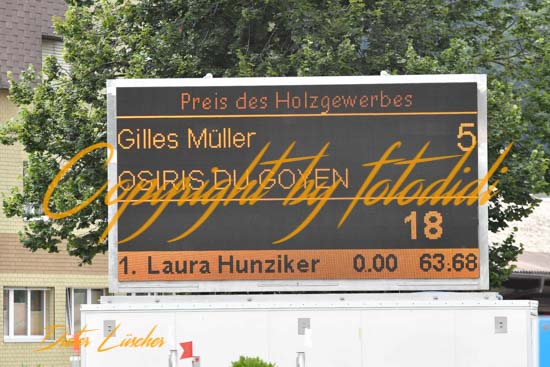 Preis des Holzgewerbes
Gilles Müller 5
OSIRIS DU GOYEN
Copyright by fotodidi
18
1. Laura Hunziker 0.00 63.68
Dieter Lüscher